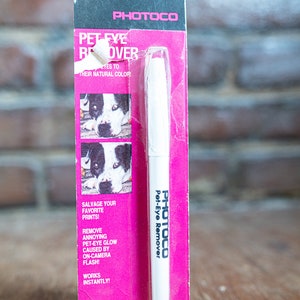 PHOTOCO
PET-EYE
REMOVER
EYES TO
THEIR NATURAL COLOR!
SALVAGE YOUR
FAVORITE
PRINTS!
REMOVE
ANNOYING
PET-EYE GLOW
CAUSED BY
ON-CAMERA
FLASH!
WORKS
INSTANTLY!
PHOTOCO
Pet-Eye Remover